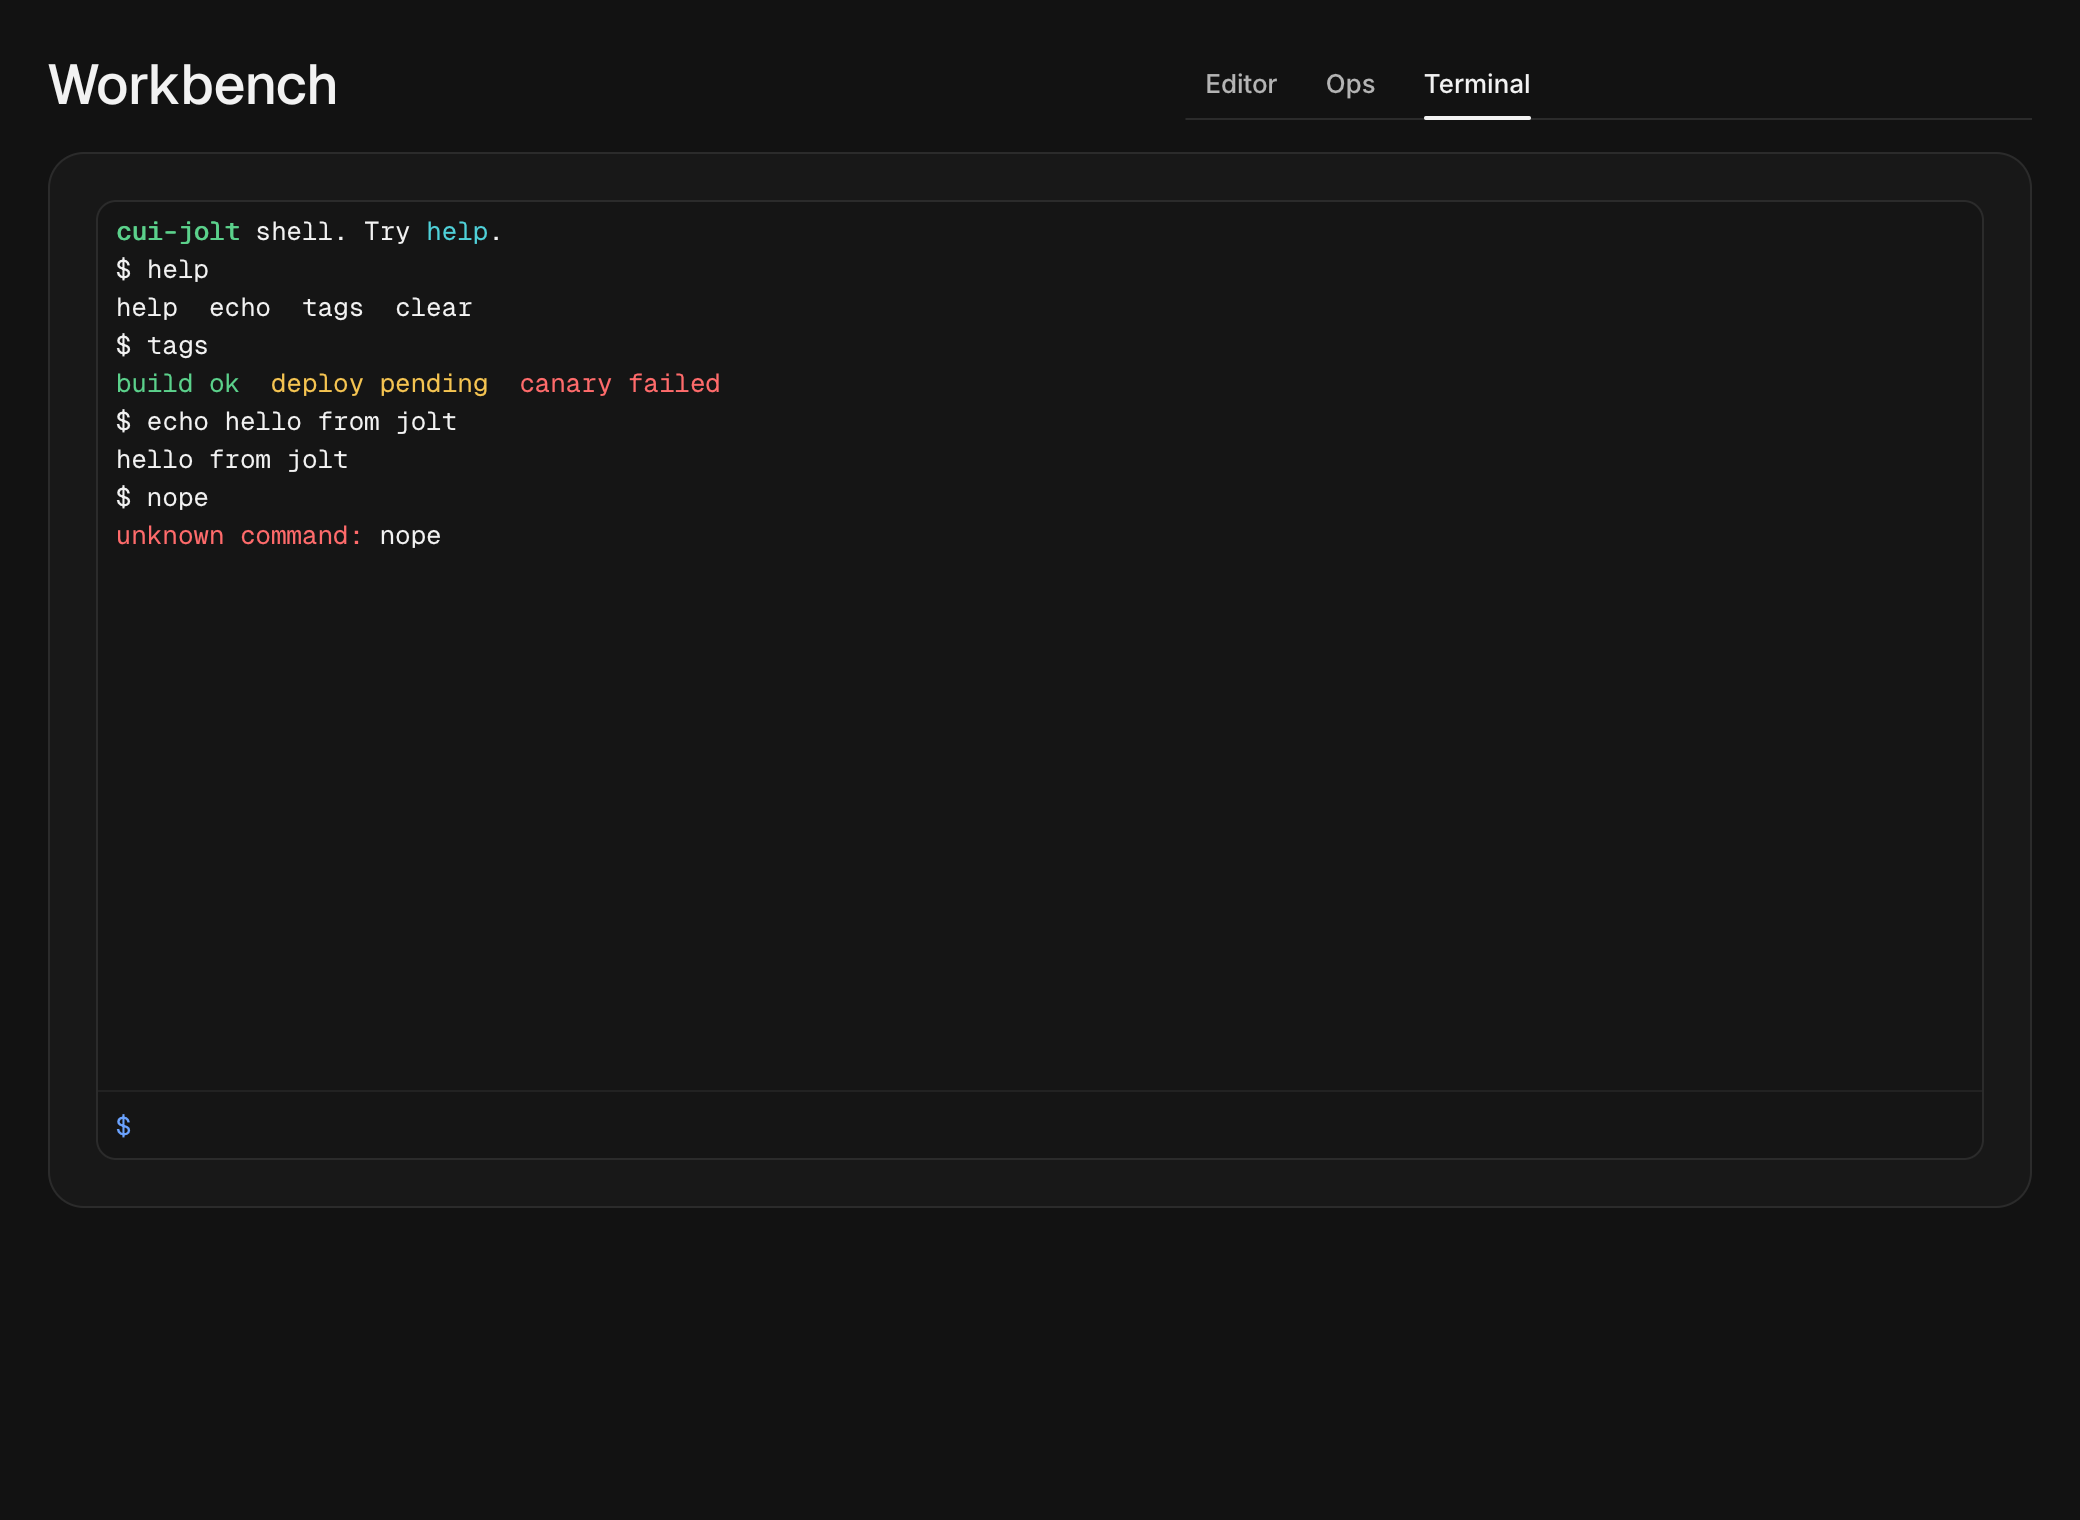 Workbench
Editor Ops Terminal
cui-jolt shell. Try help.
$ help
help  echo  tags  clear
$ tags
build ok  deploy pending  canary failed
$ echo hello from jolt
hello from jolt
$ nope
unknown command: nope
$